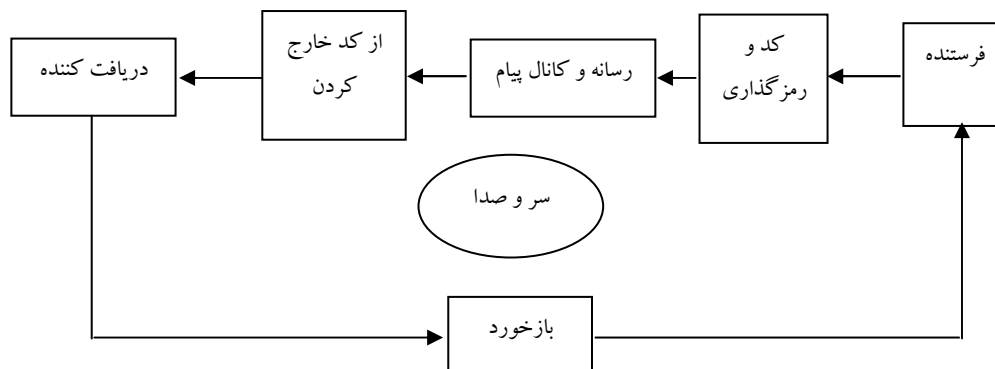 فرستنده
کد و
رمزگذاری
رسانه و کانال پیام
از کد خارج
کردن
دریافت کننده
سر و صدا
بازخورد